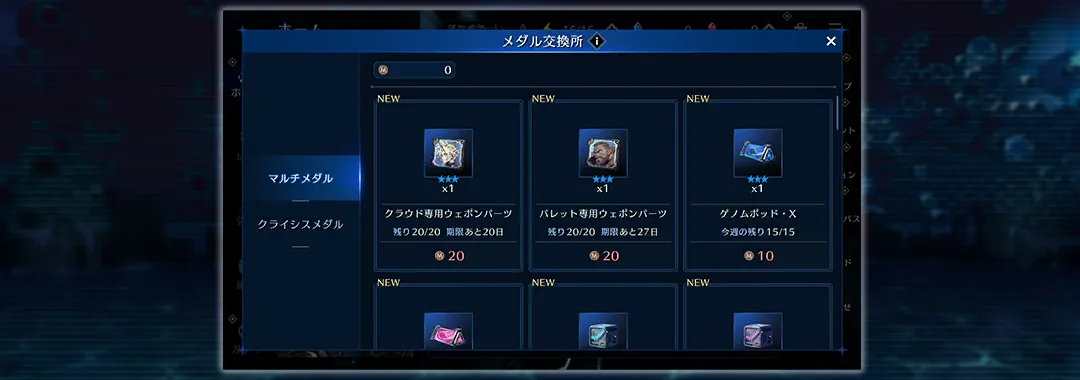 ホーム
メダル交換所 i ×
M 0
マルチメダル
クライシスメダル
NEW
x1
クラウド専用ウェポンパーツ
残り20/20 期限あと20日
M 20
NEW
x1
バレット専用ウェポンパーツ
残り20/20 期限あと27日
M 20
NEW
x1
ゲノムポッド・X
今週の残り15/15
M 10
NEW
NEW
NEW